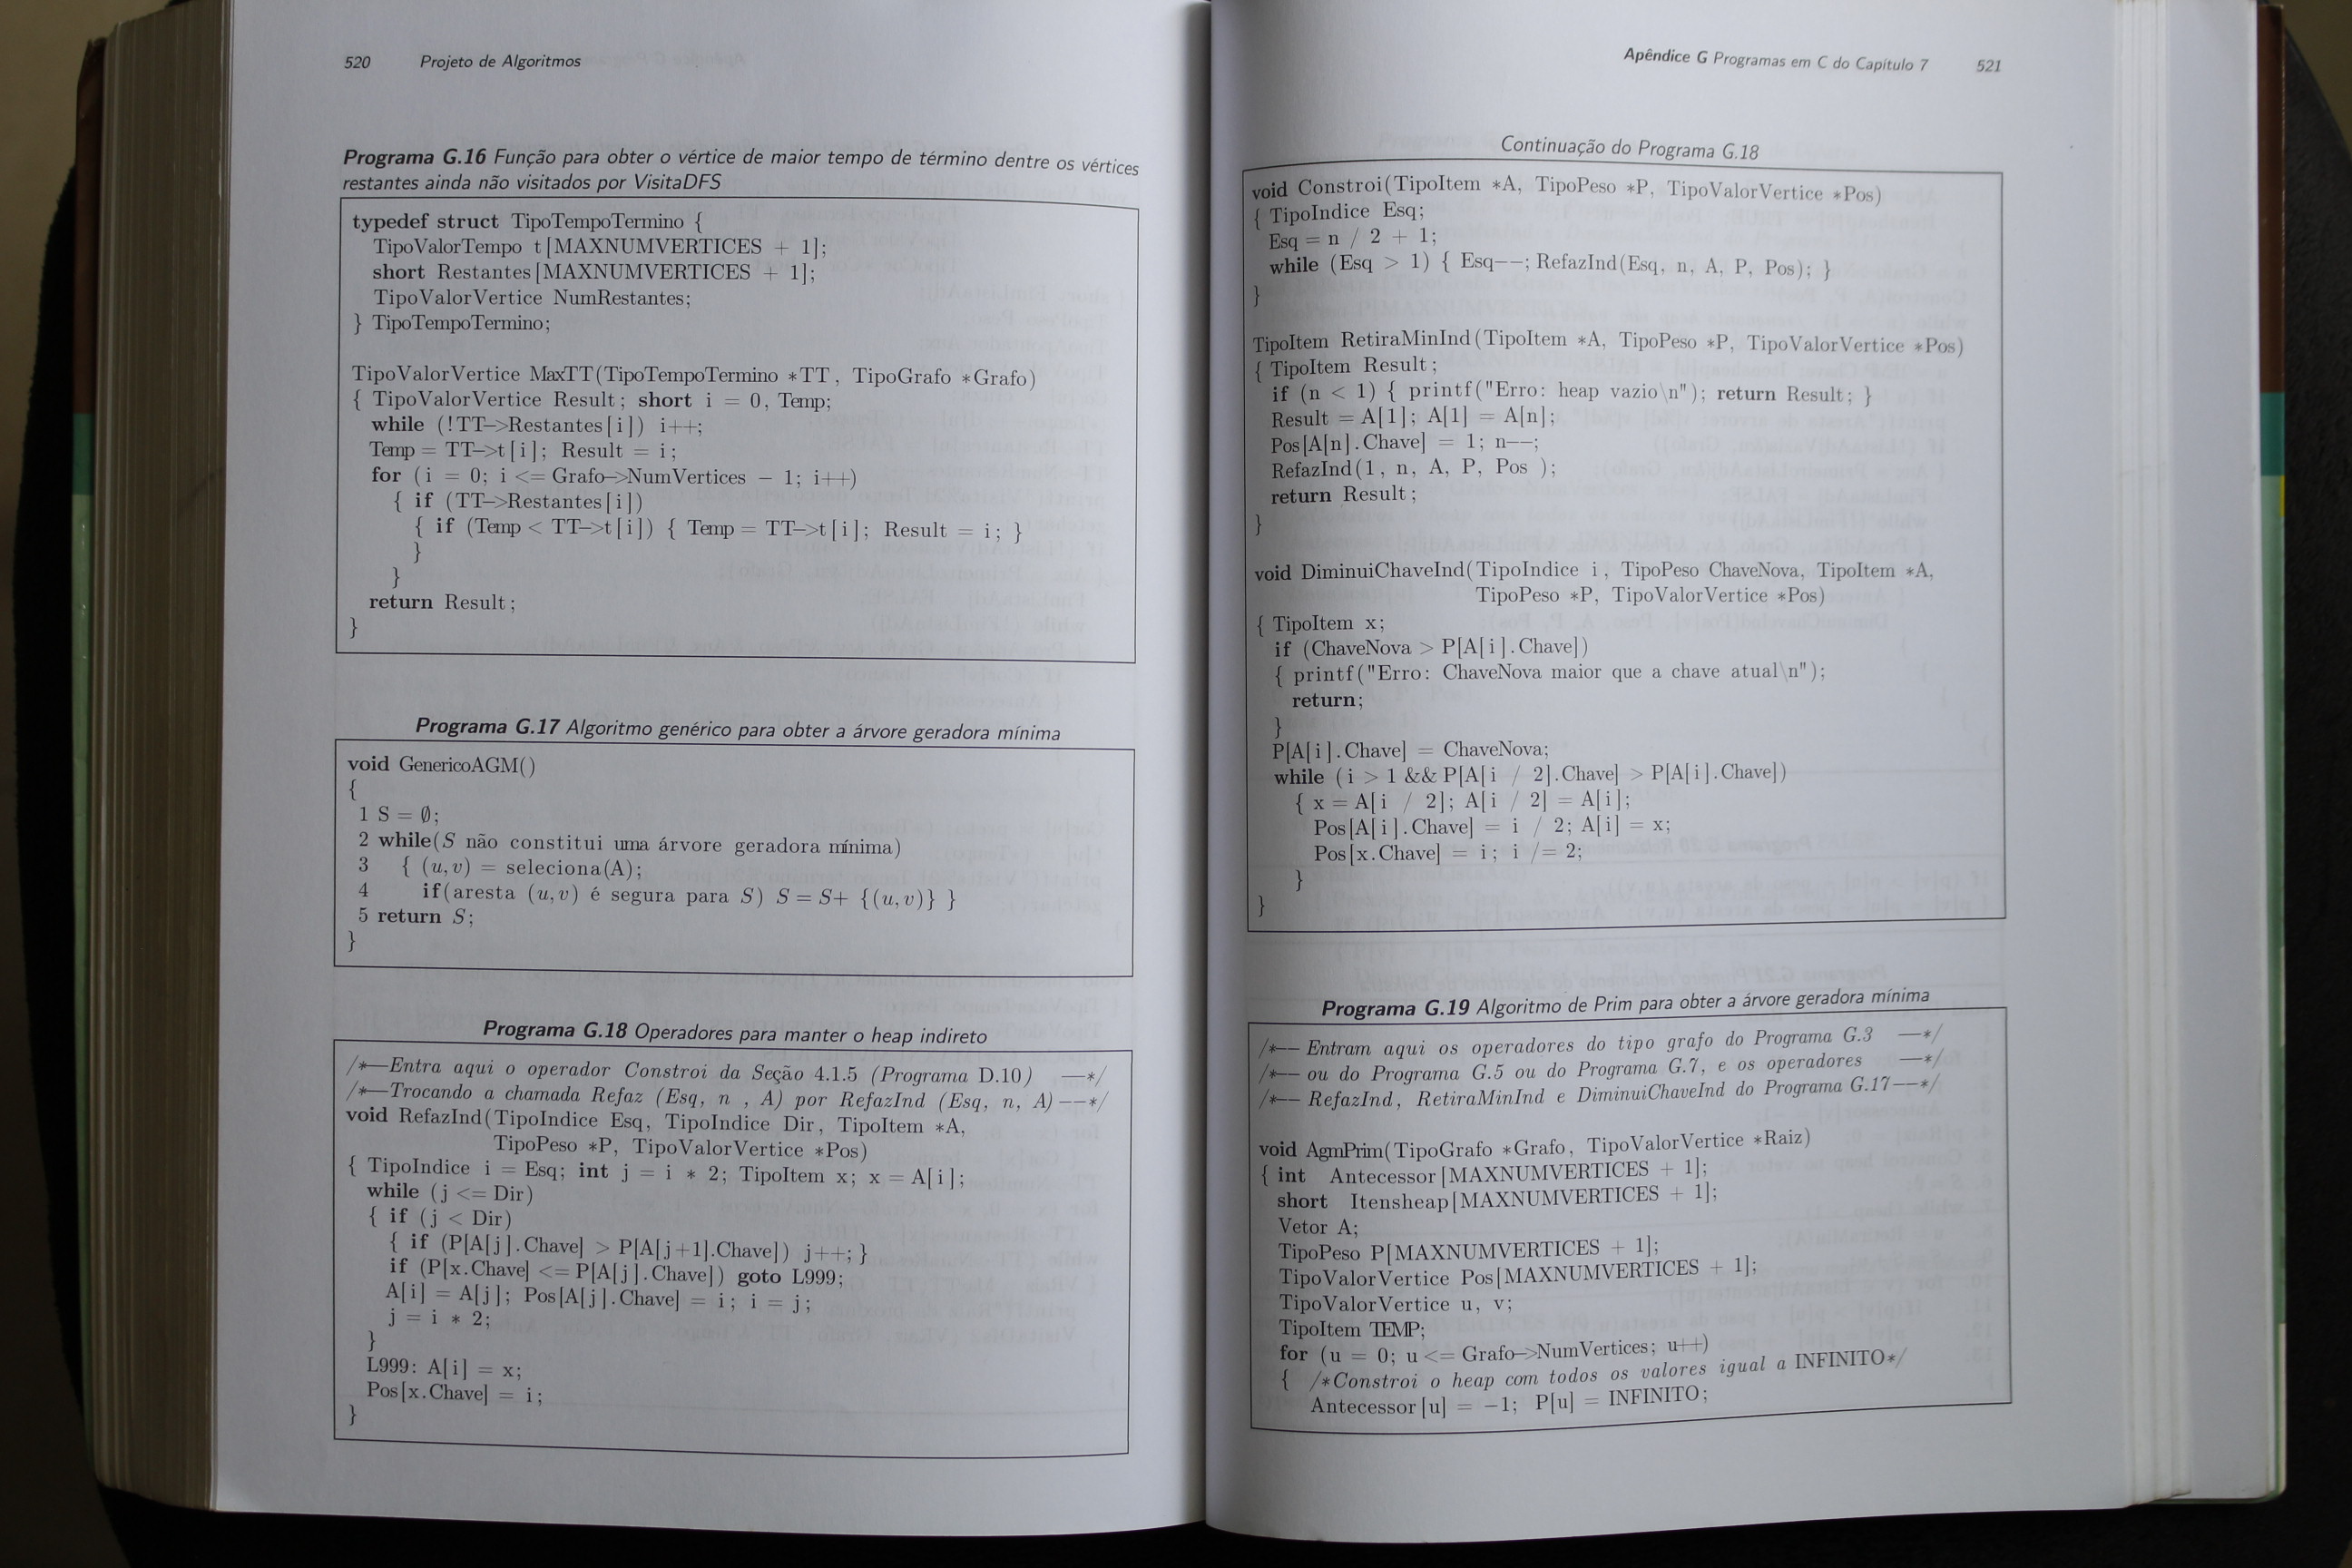 520 Projeto de Algoritmos
Programa G.16 Função para obter o vértice de maior tempo de término dentre os vértices
restantes ainda não visitados por VisitaDFS
typedef struct TipoTempoTermino {
TipoValorTempo t[MAXNUMVERTICES + 1];
short Restantes[MAXNUMVERTICES + 1];
TipoValorVertice NumRestantes;
} TipoTempoTermino;
TipoValorVertice MaxTT(TipoTempoTermino *TT, TipoGrafo *Grafo)
{ TipoValorVertice Result; short i = 0, Temp;
while (!TT->Restantes[i]) i++;
Temp = TT->t[i]; Result = i;
for (i = 0; i <= Grafo->NumVertices - 1; i++)
{ if (TT->Restantes[i])
{ if (Temp < TT->t[i]) { Temp = TT->t[i]; Result = i; }
}
}
return Result;
}
Programa G.17 Algoritmo genérico para obter a árvore geradora mínima
void GenericoAGM()
{
1 S = ∅;
2 while(S não constitui uma árvore geradora mínima)
3 { (u, v) = seleciona(A);
4 if(aresta (u, v) é segura para S) S = S+ {(u, v)} }
5 return S;
}
Programa G.18 Operadores para manter o heap indireto
/*—Entra aqui o operador Constroi da Seção 4.1.5 (Programa D.10) —*/
/*—Trocando a chamada Refaz (Esq, n , A) por RefazInd (Esq, n, A)——*/
void RefazInd(TipoIndice Esq, TipoIndice Dir, TipoItem *A,
TipoPeso *P, TipoValorVertice *Pos)
{ TipoIndice i = Esq; int j = i * 2; TipoItem x; x = A[i];
while (j <= Dir)
{ if (j < Dir)
{ if (P[A[j].Chave] > P[A[j+1].Chave]) j++; }
if (P[x.Chave] <= P[A[j].Chave]) goto L999;
A[i] = A[j]; Pos[A[j].Chave] = i; i = j;
j = i * 2;
}
L999: A[i] = x;
Pos[x.Chave] = i;
}
Apêndice G Programas em C do Capítulo 7 521
Continuação do Programa G.18
void Constroi(TipoItem *A, TipoPeso *P, TipoValorVertice *Pos)
{ TipoIndice Esq;
Esq = n / 2 + 1;
while (Esq > 1) { Esq--; RefazInd(Esq, n, A, P, Pos); }
}
TipoItem RetiraMinInd(TipoItem *A, TipoPeso *P, TipoValorVertice *Pos)
{ TipoItem Result;
if (n < 1) { printf("Erro: heap vazio\n"); return Result; }
Result = A[1]; A[1] = A[n];
Pos[A[n].Chave] = 1; n--;
RefazInd(1, n, A, P, Pos );
return Result;
}
void DiminuiChaveInd(TipoIndice i, TipoPeso ChaveNova, TipoItem *A,
TipoPeso *P, TipoValorVertice *Pos)
{ TipoItem x;
if (ChaveNova > P[A[i].Chave])
{ printf("Erro: ChaveNova maior que a chave atual\n");
return;
}
P[A[i].Chave] = ChaveNova;
while (i > 1 && P[A[i / 2].Chave] > P[A[i].Chave])
{ x = A[i / 2]; A[i / 2] = A[i];
Pos[A[i].Chave] = i / 2; A[i] = x;
Pos[x.Chave] = i; i /= 2;
}
}
Programa G.19 Algoritmo de Prim para obter a árvore geradora mínima
/*— Entram aqui os operadores do tipo grafo do Programa G.3 —*/
/*— ou do Programa G.5 ou do Programa G.7, e os operadores —*/
/*— RefazInd, RetiraMinInd e DiminuiChaveInd do Programa G.17—*/
void AgmPrim(TipoGrafo *Grafo, TipoValorVertice *Raiz)
{ int Antecessor[MAXNUMVERTICES + 1];
short Itensheap[MAXNUMVERTICES + 1];
Vetor A;
TipoPeso P[MAXNUMVERTICES + 1];
TipoValorVertice Pos[MAXNUMVERTICES + 1];
TipoValorVertice u, v;
TipoItem TEMP;
for (u = 0; u <= Grafo->NumVertices; u++)
{ /*Constroi o heap com todos os valores igual a INFINITO*/
Antecessor[u] = -1; P[u] = INFINITO;